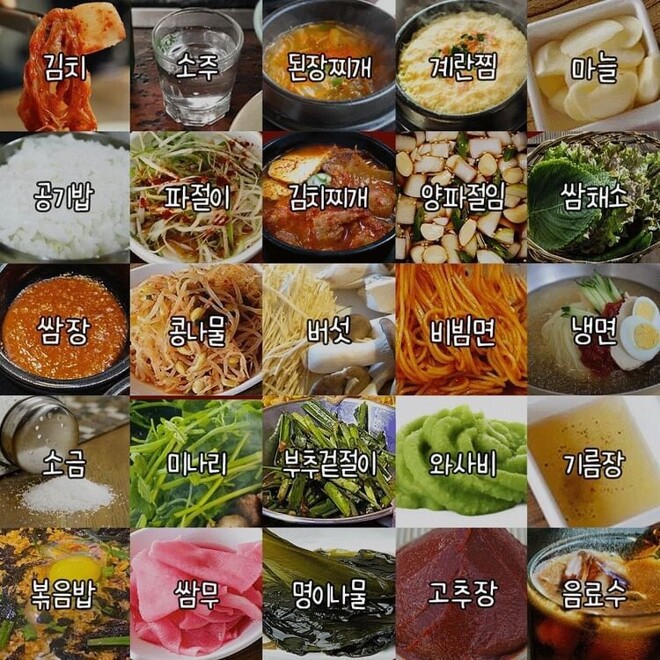 김치
소주
된장찌개
계란찜
마늘
공기밥
파절이
김치찌개
양파절임
쌈채소
쌈장
콩나물
버섯
비빔면
냉면
소금
미나리
부추겉절이
와사비
기름장
볶음밥
쌈무
명이나물
고추장
음료수